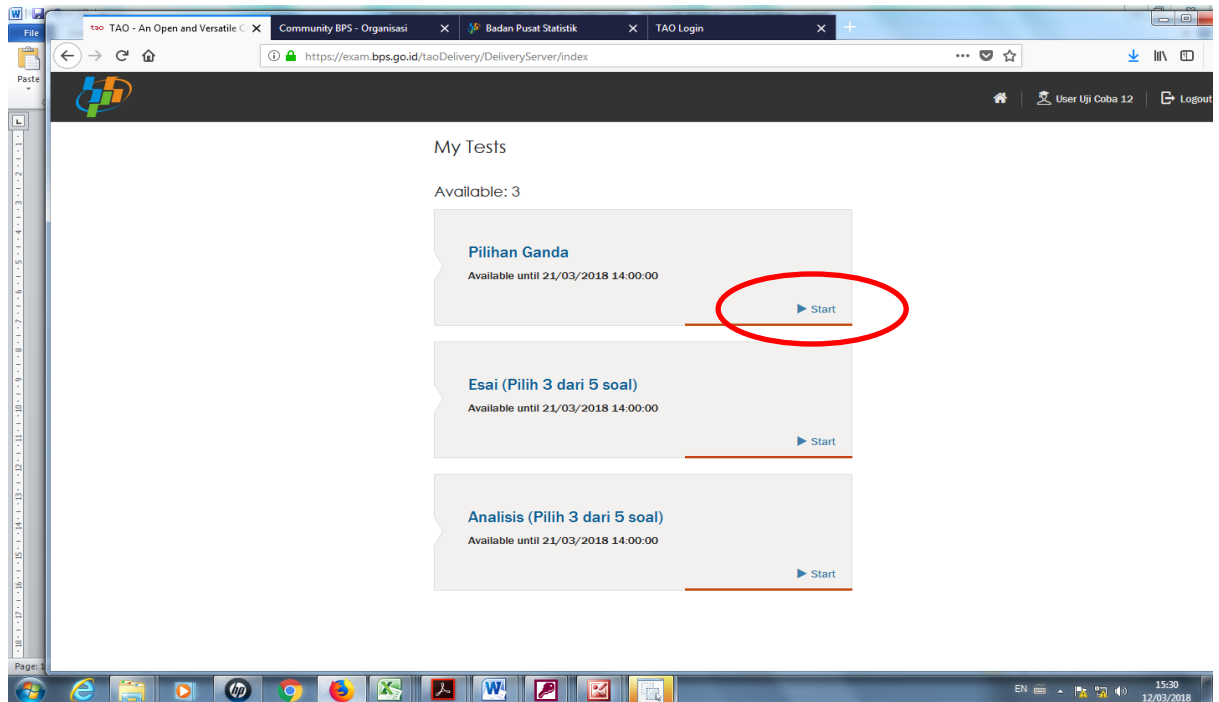 File
tao TAO - An Open and Versatile C
Community BPS - Organisasi
Badan Pusat Statistik
TAO Login
https://exam.bps.go.id/taoDelivery/DeliveryServer/index
Paste
User Uji Coba 12
Logout
My Tests
Available: 3
Pilihan Ganda
Available until 21/03/2018 14:00:00
Start
Esai (Pilih 3 dari 5 soal)
Available until 21/03/2018 14:00:00
Start
Analisis (Pilih 3 dari 5 soal)
Available until 21/03/2018 14:00:00
Start
Page: 1
EN
15:30
12/03/2018